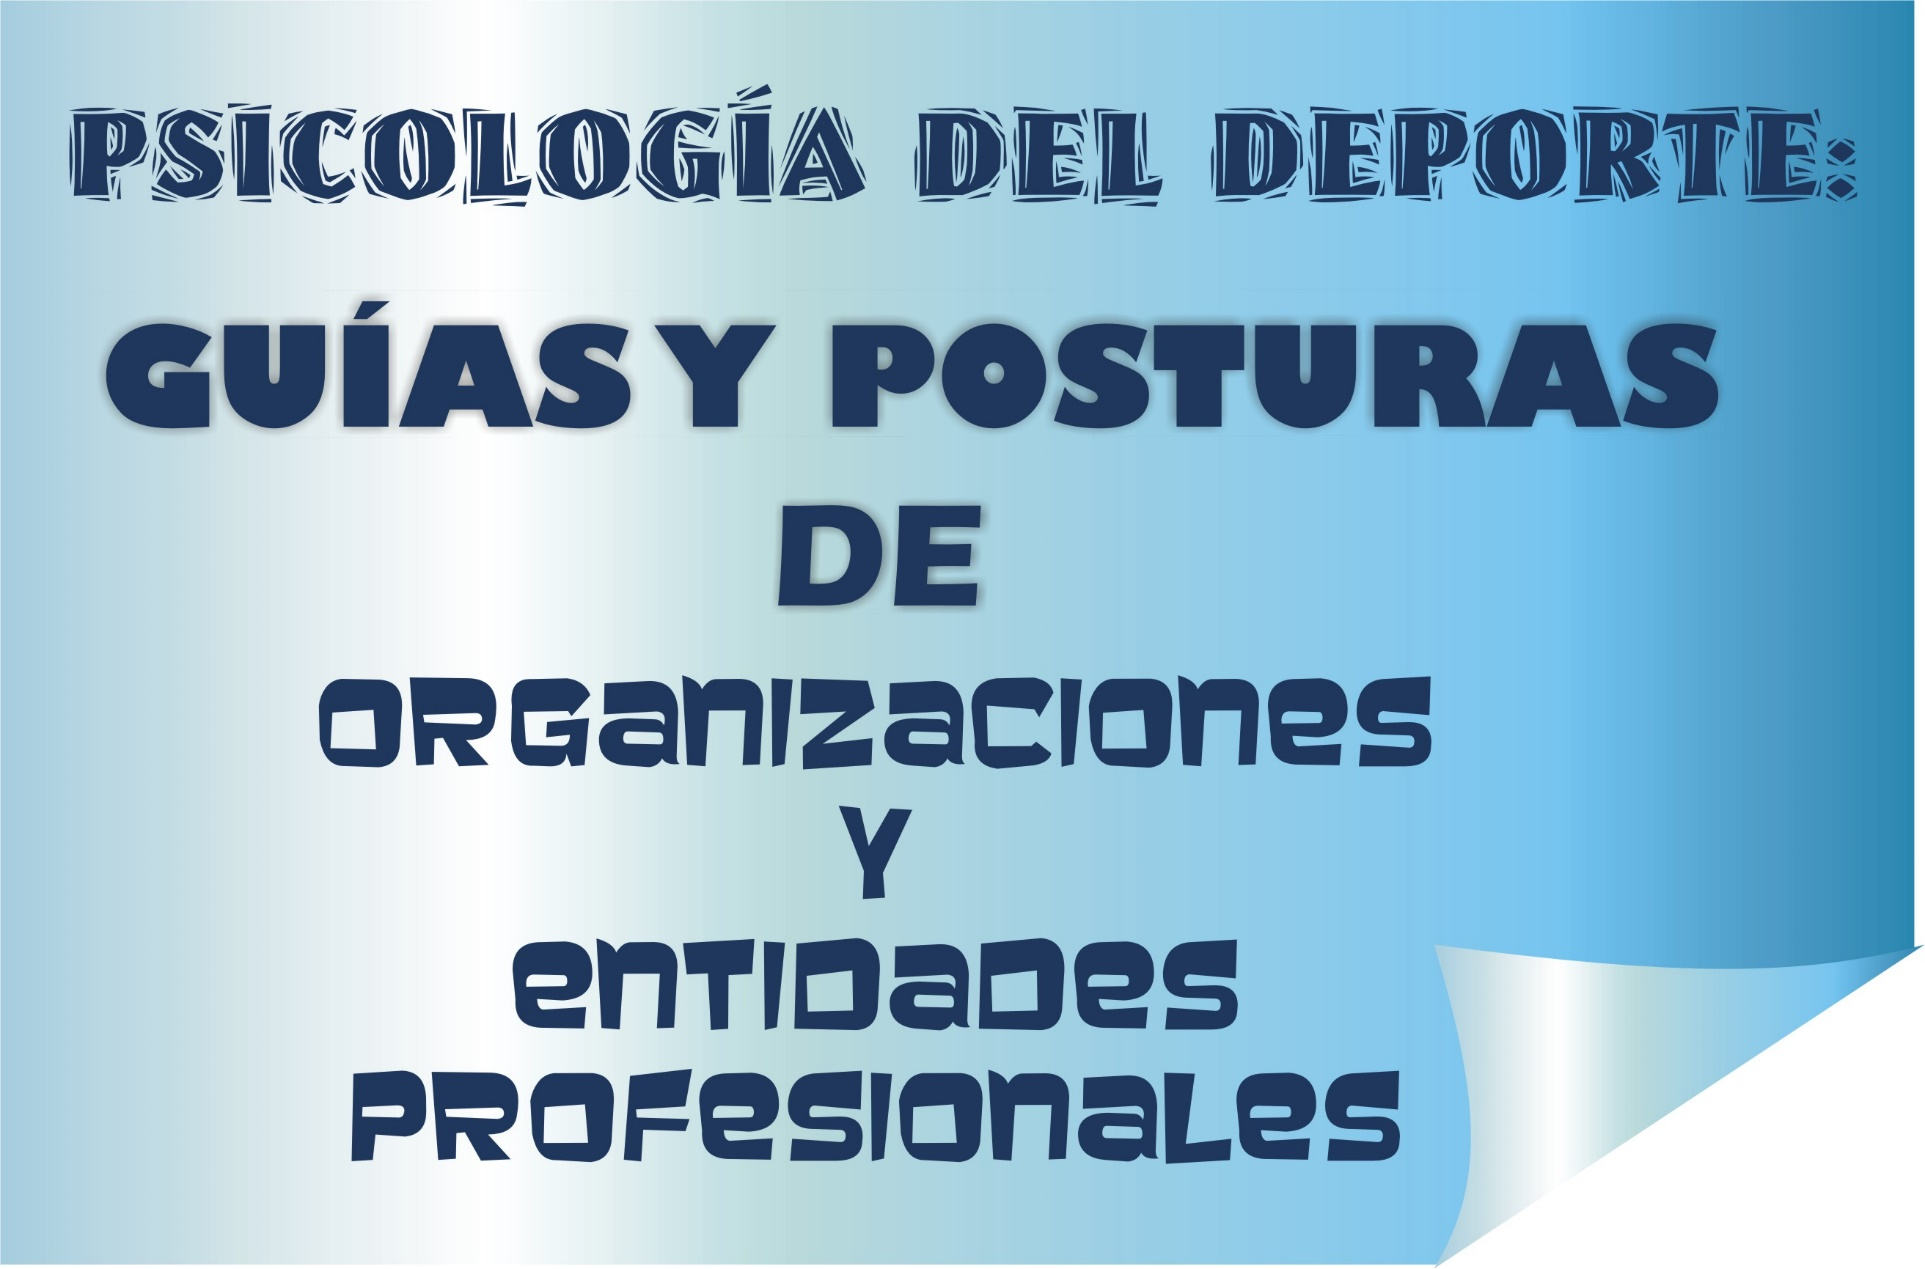 PSICOLOGÍA DEL DEPORTE:
GUÍAS Y POSTURAS
DE
ORGanIZaCIOnes
Y
enTIDaDes
PROFesIOnaLes